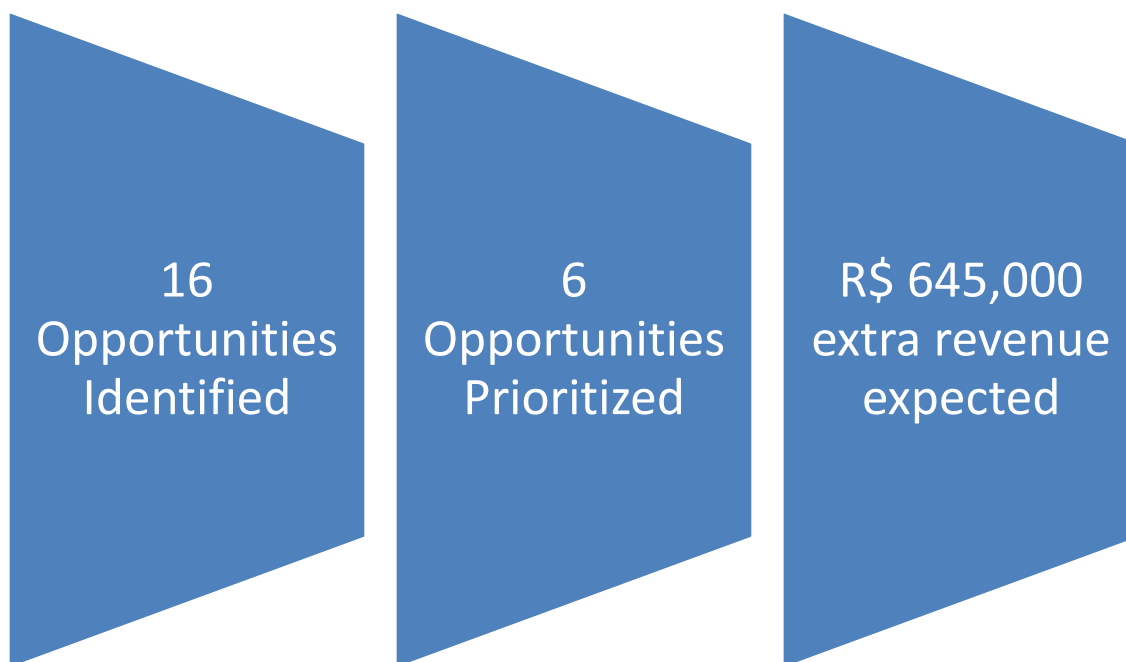 16
Opportunities
Identified
6
Opportunities
Prioritized
R$ 645,000
extra revenue
expected